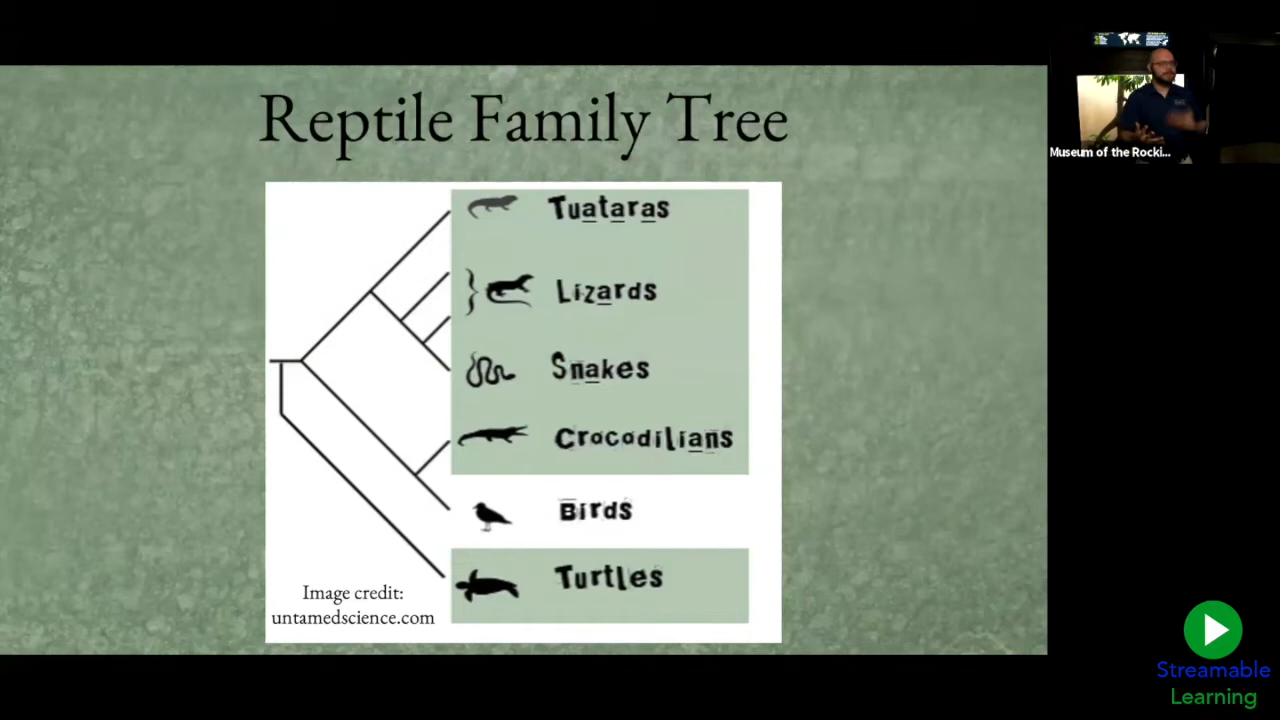 Reptile Family Tree
Museum of the Rocki...
Tuataras
Lizards
Snakes
Crocodilians
Birds
Turtles
Image credit:
untamedscience.com
Streamable
Learning